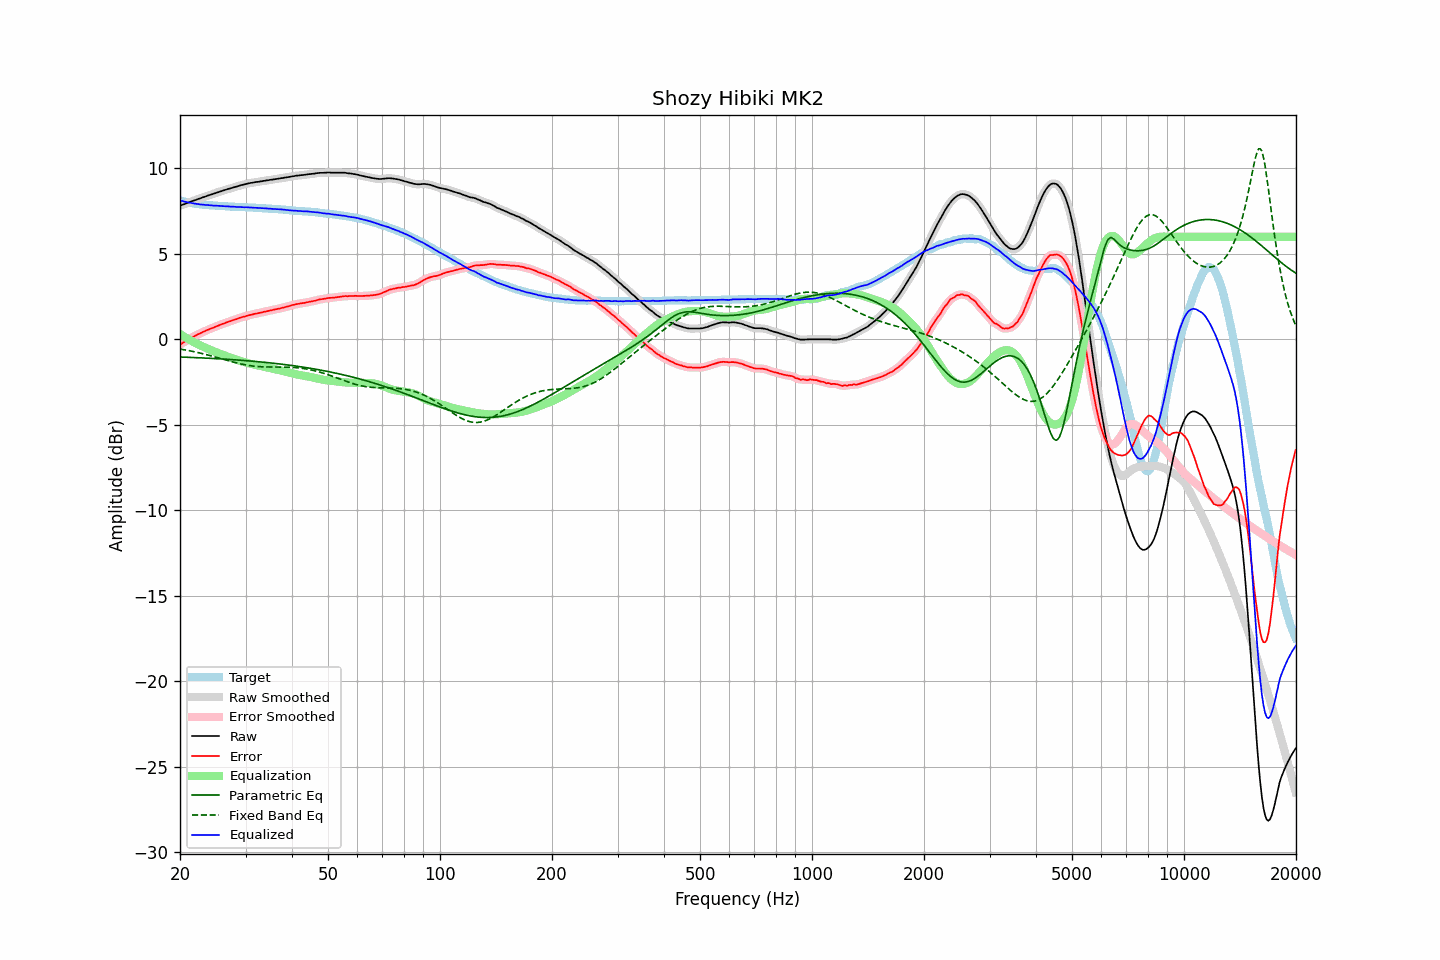 Shozy Hibiki MK2
Amplitude (dBr)
10
5
0
−5
−10
−15
−20
−25
−30
Target
Raw Smoothed
Error Smoothed
Raw
Error
Equalization
Parametric Eq
Fixed Band Eq
Equalized
20 50 100 200 500 1000 2000 5000 10000 20000
Frequency (Hz)